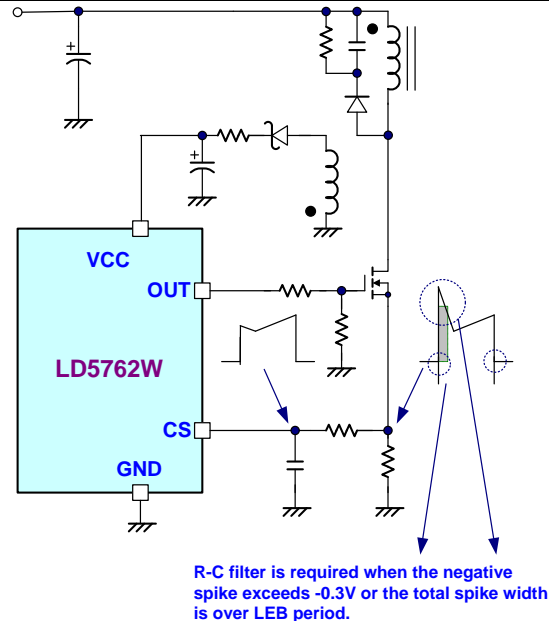 VCC
OUT
LD5762W
CS
GND
+
+
R-C filter is required when the negative
spike exceeds -0.3V or the total spike width
is over LEB period.